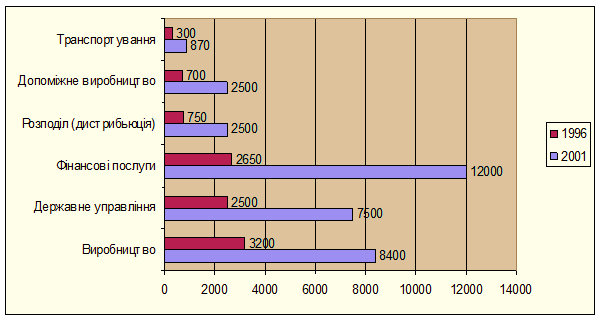 Транспортування
300
870
Допоміжне виробництво
700
2500
Розподіл (дистрибьюція)
750
2500
Фінансові послуги
2650
12000
Державне управління
2500
7500
Виробництво
3200
8400
0 2000 4000 6000 8000 10000 12000 14000
1996
2001